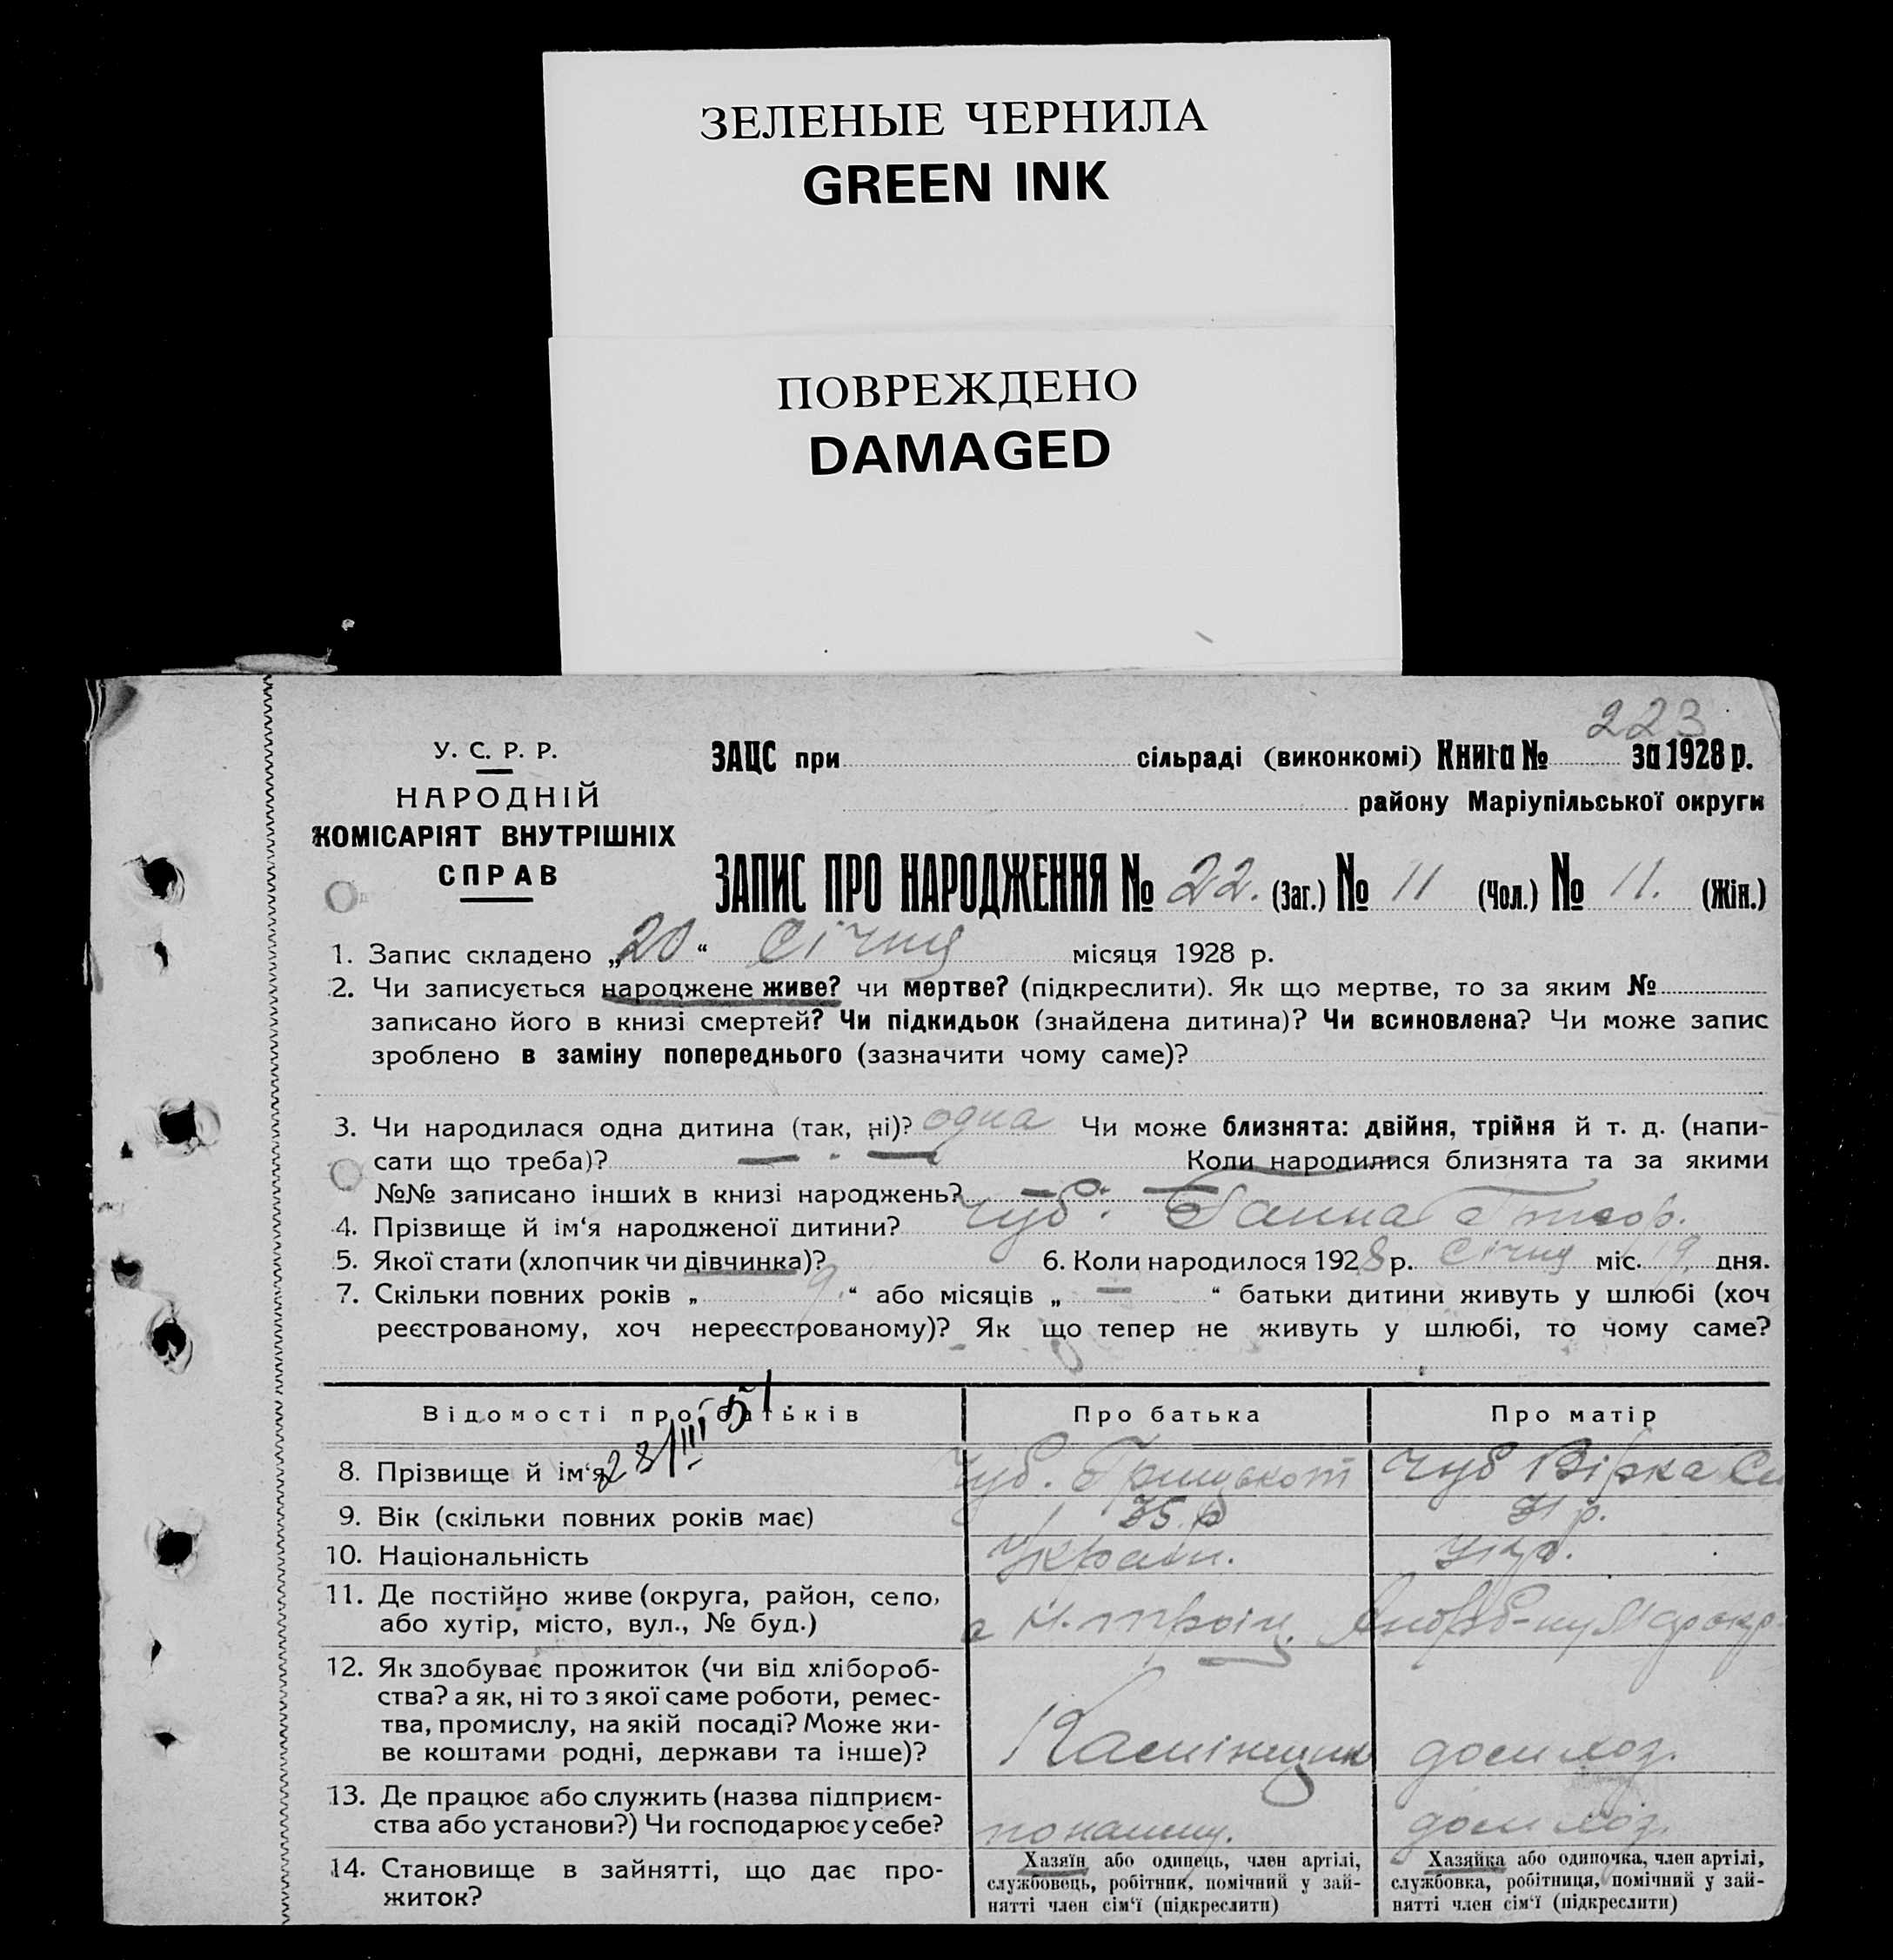 ЗЕЛЕНЫЕ ЧЕРНИЛА
GREEN INK
ПОВРЕЖДЕНО
DAMAGED
223
У. С. Р. Р.
НАРОДНІЙ
КОМІСАРІЯТ ВНУТРІШНІХ
СПРАВ
ЗАЦС при сільраді (виконкомі) Книга № за 1928 р.
району Маріупільської округи
ЗАПИС ПРО НАРОДЖЕННЯ № 22. (Заг.) № 11 (Чол.) № 11. (Жін.)
1. Запис складено „20“ Січня місяця 1928 р.
2. Чи записується народжене живе? чи мертве? (підкреслити). Як що мертве, то за яким №
записано його в книзі смертей? Чи підкидьок (знайдена дитина)? Чи всиновлена? Чи може запис
зроблено в заміну попереднього (зазначити чому саме)?
3. Чи народилася одна дитина (так, ні)? одна Чи може близнята: двійня, трійня й т. д. (напи-
сати що треба)? Коли народилися близнята та за якими
№№ записано інших в книзі народжень?
4. Прізвище й ім‘я народженої дитини? Чуб Ганна
5. Якої стати (хлопчик чи дівчинка)? 6. Коли народилося 1928 р. Січня міс. 19. дня.
7. Скільки повних років „ 9. “ або місяців „ — “ батьки дитини живуть у шлюбі (хоч
реєстрованому, хоч нереєстрованому)? Як що тепер не живуть у шлюбі, то чому саме?
Відомості про батьків Про батька Про матір
28/III 51
8. Прізвище й ім‘я Чуб. Грицько Чуб Вірка
9. Вік (скільки повних років має) 35 р 31 р.
10. Національність Україн. Укр.
11. Де постійно живе (округа, район, село,
або хутір, місто, вул., № буд.)
12. Як здобуває прожиток (чи від хлібороб-
ства? а як, ні то з якої саме роботи, ремес-
тва, промислу, на якій посаді? Може жи-
ве коштами родні, держави та інше)? Камінщик дом хоз.
13. Де працює або служить (назва підприєм-
ства або установи?) Чи господарює у себе? по найму. дом хоз.
14. Становище в зайнятті, що дає про-
житок?
Хазяїн або одинець, член артілі,
службовець, робітник, помічний у зай-
нятті член сім‘ї (підкреслити)
Хазяйка або одиночка, член артілі,
службовка, робітниця, помічний у зай-
нятті член сім‘ї (підкреслити)